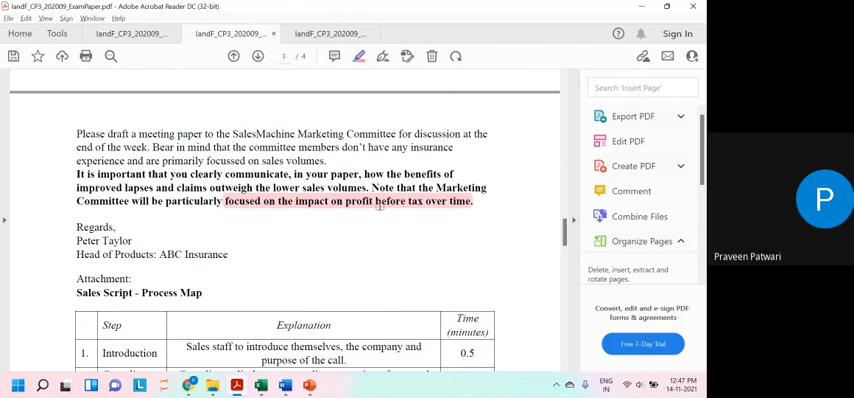 IandF_CP3_202009_ExamPaper.pdf - Adobe Acrobat Reader DC (32-bit)
File Edit View Sign Window Help
Home Tools IandF_CP3_202009_... IandF_CP3_202009_... × IandF_CP3_202009_... Sign In
3 / 4
Please draft a meeting paper to the SalesMachine Marketing Committee for discussion at the
end of the week. Bear in mind that the committee members don't have any insurance
experience and are primarily focussed on sales volumes.
It is important that you clearly communicate, in your paper, how the benefits of
improved lapses and claims outweigh the lower sales volumes. Note that the Marketing
Committee will be particularly focused on the impact on profit before tax over time.
Regards,
Peter Taylor
Head of Products: ABC Insurance
Attachment:
Sales Script - Process Map
Step Explanation Time (minutes)
1. Introduction Sales staff to introduce themselves, the company and purpose of the call. 0.5
Search 'Insert Page'
Export PDF
Edit PDF
Create PDF
Comment
Combine Files
Organize Pages
Delete, insert, extract and
rotate pages.
Convert, edit and e-sign PDF
forms & agreements
Free 7-Day Trial
P
Praveen Patwari
ENG
IN
12:47 PM
14-11-2021